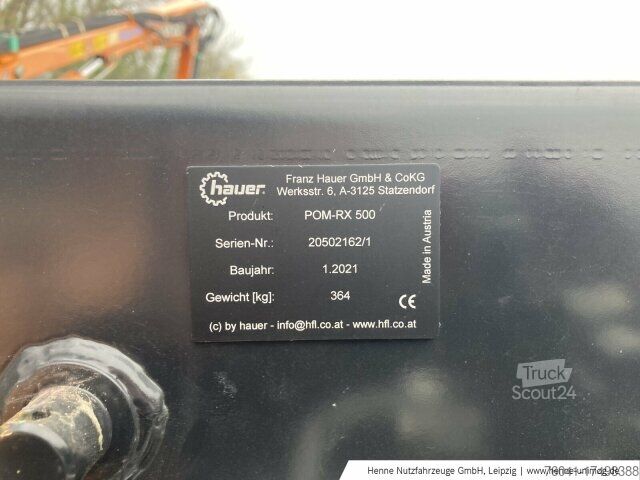 hauer
Franz Hauer GmbH & CoKG
Werksstr. 6, A-3125 Statzendorf
Produkt: POM-RX 500
Serien-Nr.: 20502162/1
Baujahr: 1.2021
Gewicht [kg]: 364
CE
Made in Austria
(c) by hauer - info@hfl.co.at - www.hfl.co.at
Truck
Scout24
Henne Nutzfahrzeuge GmbH, Leipzig |